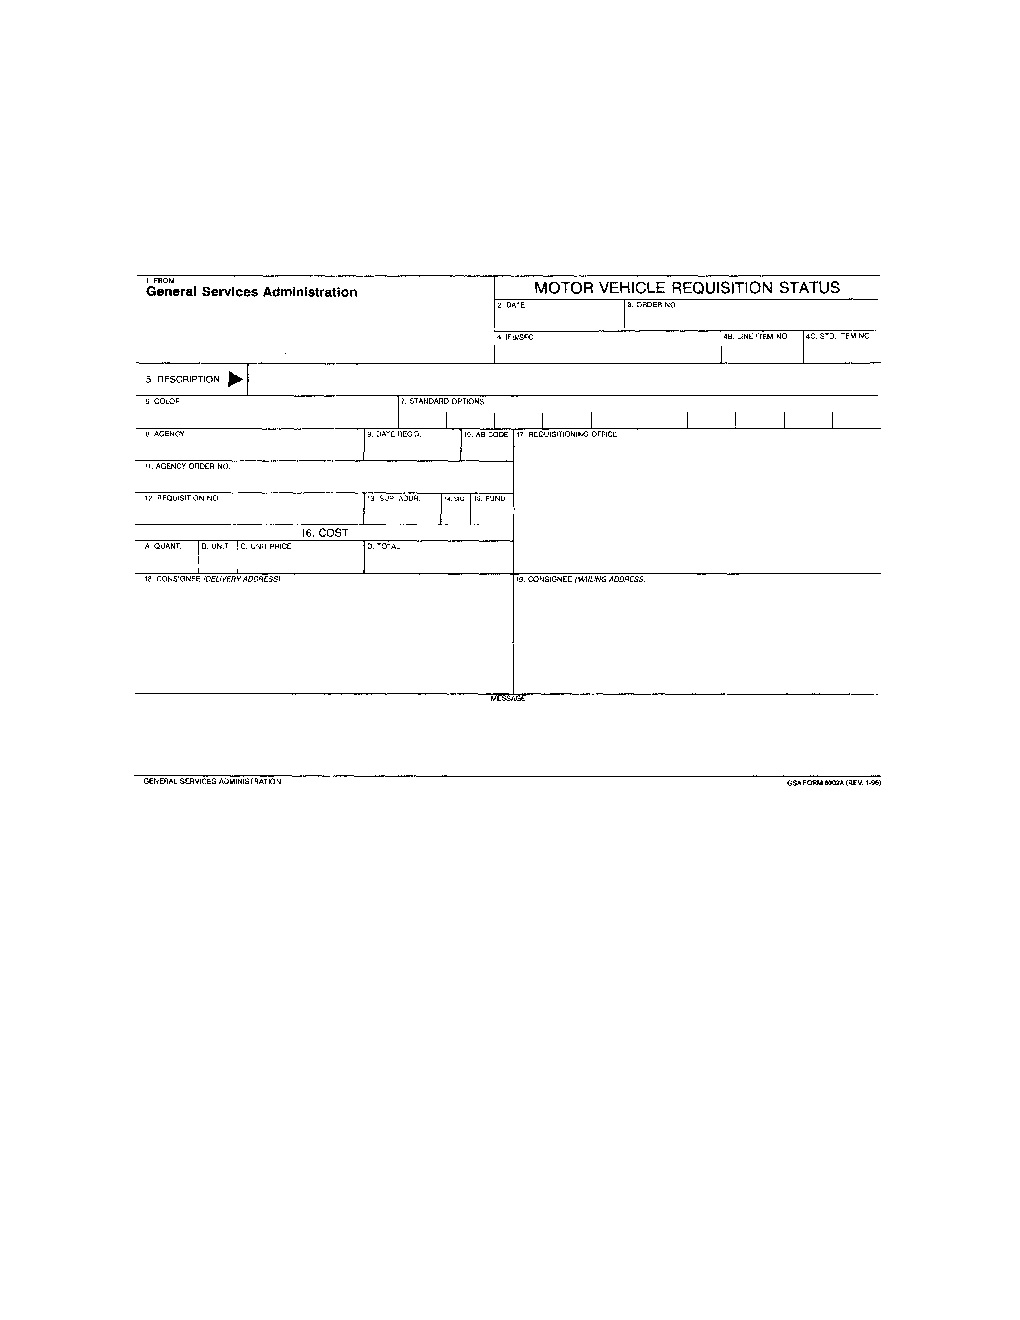 1. FROM
General Services Administration
MOTOR VEHICLE REQUISITION STATUS
2. DATE
3. ORDER NO.
4. IFB/SEC
4B. LINE ITEM NO.
4C. STD. ITEM NO.
5. DESCRIPTION
6. COLOR
7. STANDARD OPTIONS
8. AGENCY
9. DATE REC'D.
10. AB CODE
17. REQUISITIONING OFFICE
11. AGENCY ORDER NO.
12. REQUISITION NO.
13. SUP. ADDR.
14. SIG
15. FUND
16. COST
A. QUANT.
B. UNIT
C. UNIT PRICE
D. TOTAL
18. CONSIGNEE (DELIVERY ADDRESS)
19. CONSIGNEE (MAILING ADDRESS)
MESSAGE
GENERAL SERVICES ADMINISTRATION
GSA FORM (REV. 1-96)